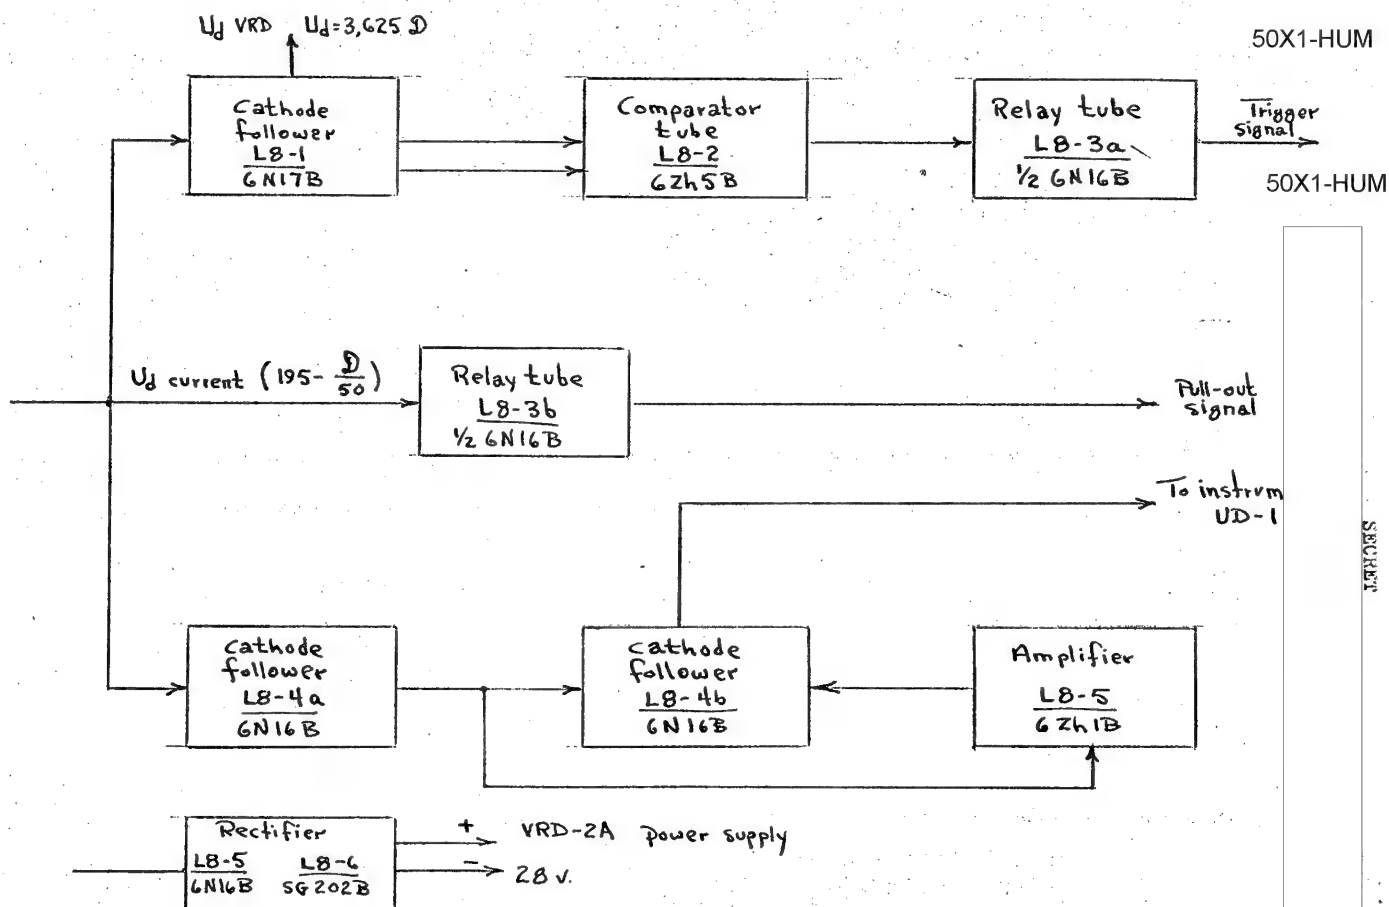 U_d VRD U_d=3,625 D
50X1-HUM
Cathode
follower
L8-1
6N17B
Comparator
tube
L8-2
6Zh5B
Relay tube
L8-3a
1/2 6N16B
Trigger
signal
50X1-HUM
U_d current (195- D/50)
Relay tube
L8-3b
1/2 6N16B
Pull-out
signal
To instrum
UD-1
SECRET
Cathode
follower
L8-4a
6N16B
Cathode
follower
L8-4b
6N16B
Amplifier
L8-5
6Zh1B
Rectifier
L8-5 L8-6
6N16B SG202B
+ VRD-2A power supply
- 28 v.